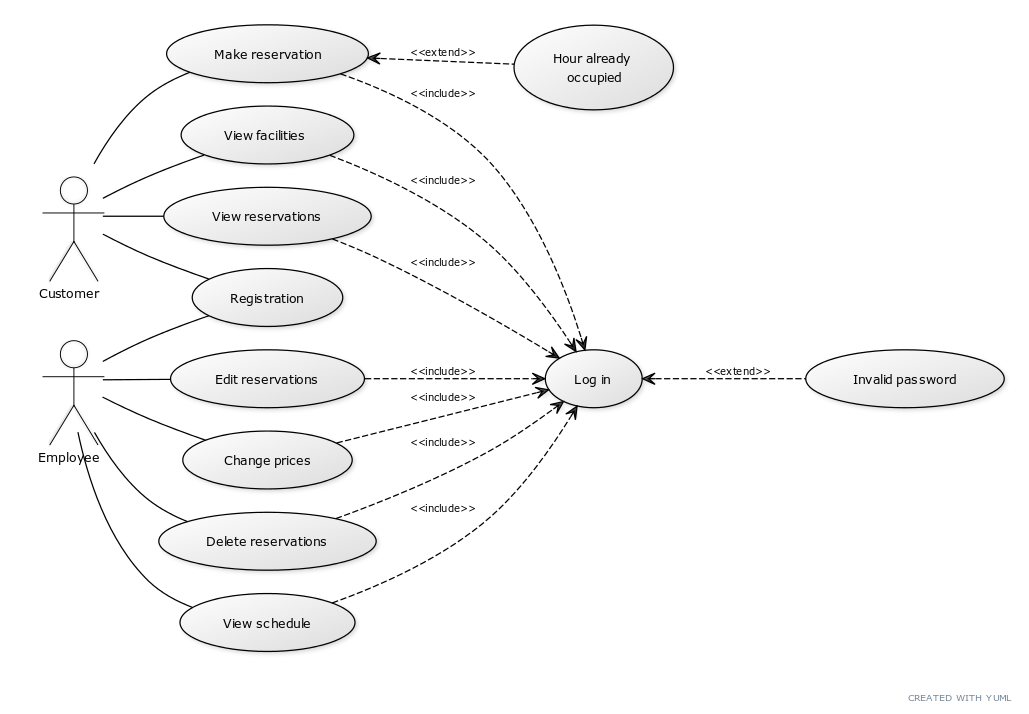 Make reservation
<<extend>>
Hour already
occupied
<<include>>
View facilities
<<include>>
View reservations
<<include>>
Customer
Registration
Edit reservations
<<include>>
Log in
<<extend>>
Invalid password
<<include>>
Employee
Change prices
<<include>>
Delete reservations
<<include>>
View schedule
CREATED WITH YUML